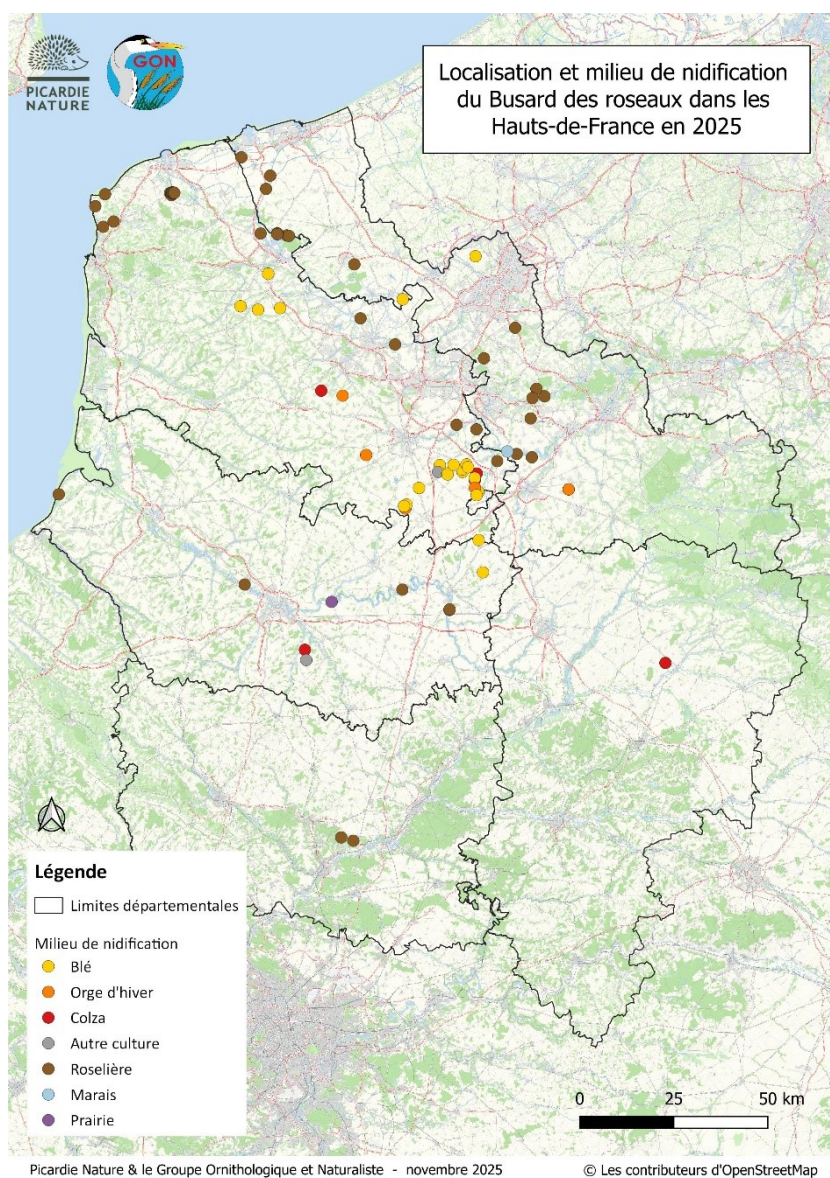 PICARDIE
NATURE
GON
Localisation et milieu de nidification
du Busard des roseaux dans les
Hauts-de-France en 2025
Légende
Limites départementales
Milieu de nidification
Blé
Orge d'hiver
Colza
Autre culture
Roselière
Marais
Prairie
0 25 50 km
Picardie Nature & le Groupe Ornithologique et Naturaliste - novembre 2025
© Les contributeurs d'OpenStreetMap